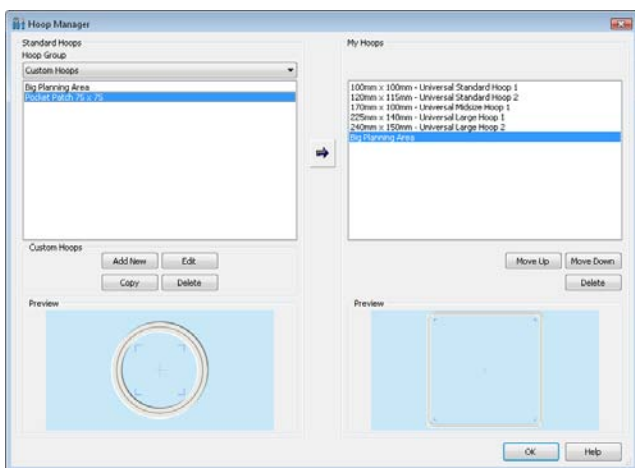 Hoop Manager
Standard Hoops
Hoop Group
Custom Hoops
Big Planning Area
Pocket Patch 75 x 75
Custom Hoops
Add New
Edit
Copy
Delete
Preview
My Hoops
100mm x 100mm - Universal Standard Hoop 1
120mm x 115mm - Universal Standard Hoop 2
170mm x 100mm - Universal Midsize Hoop 1
225mm x 140mm - Universal Large Hoop 1
240mm x 150mm - Universal Large Hoop 2
Big Planning Area
Move Up
Move Down
Delete
Preview
OK
Help